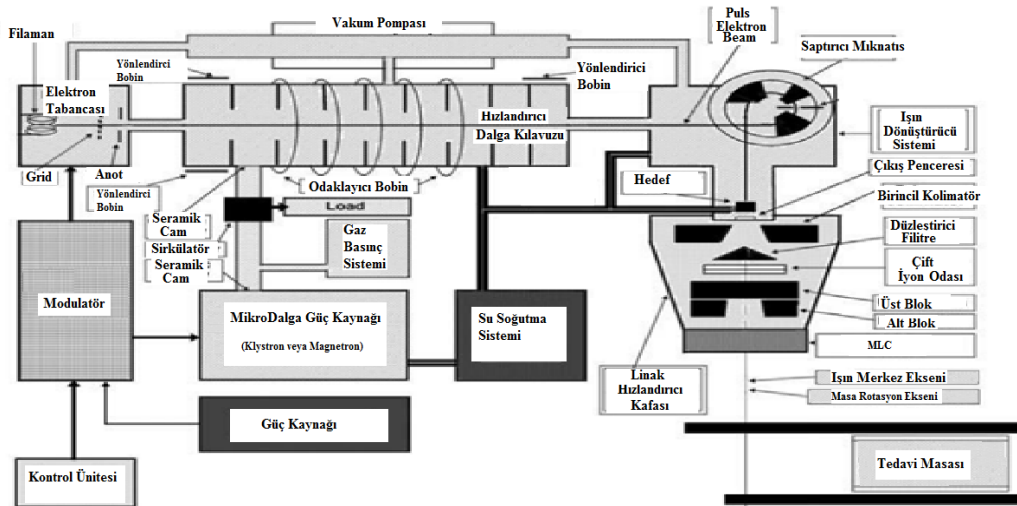 Filaman
Vakum Pompası
Puls
Elektron
Beam
Saptırıcı Mıknatıs
Yönlendirci
Bobin
Yönlendirici
Bobin
Elektron
Tabancası
Hızlandırıcı
Dalga Kılavuzu
Işın
Dönüştürücü
Sistemi
Grid
Anot
Yönlendirici
Bobin
Odaklayıcı Bobin
Hedef
Çıkış Penceresi
Birincil Kolimatör
Seramik
Cam
Load
Sirkülatör
Seramik
Cam
Gaz
Basınç
Sistemi
Düzlestirici
Filitre
Çift
İyon Odası
Modulatör
MikroDalga Güç Kaynağı
(Klystron veya Magnetron)
Su Soğutma
Sistemi
Üst Blok
Alt Blok
MLC
Linak
Hızlandırıcı
Kafası
Işın Merkez Ekseni
Masa Rotasyon Ekseni
Güç Kaynağı
Kontrol Ünitesi
Tedavi Masası